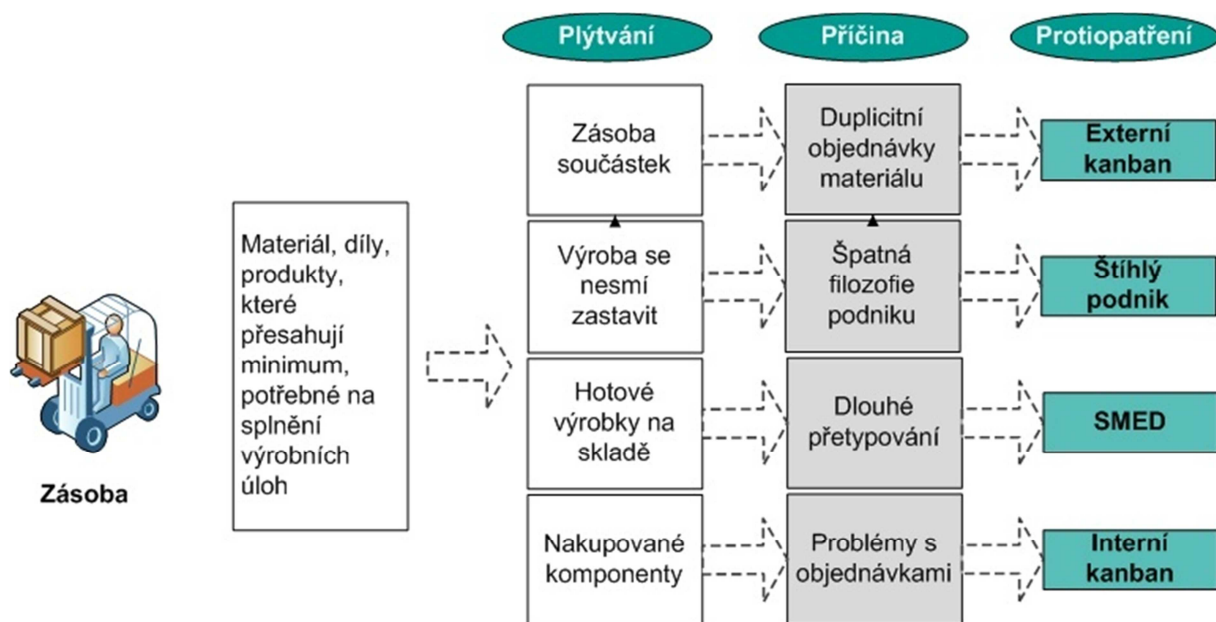 Plýtvání
Příčina
Protiopatření
Zásoba
součástek
Duplicitní
objednávky
materiálu
Externí
kanban
Materiál, díly,
produkty,
které
přesahují
minimum,
potřebné na
splnění
výrobních
úloh
Výroba se
nesmí
zastavit
Špatná
filozofie
podniku
Štíhlý
podnik
Hotové
výrobky na
skladě
Dlouhé
přetypování
SMED
Zásoba
Nakupované
komponenty
Problémy s
objednávkami
Interní
kanban